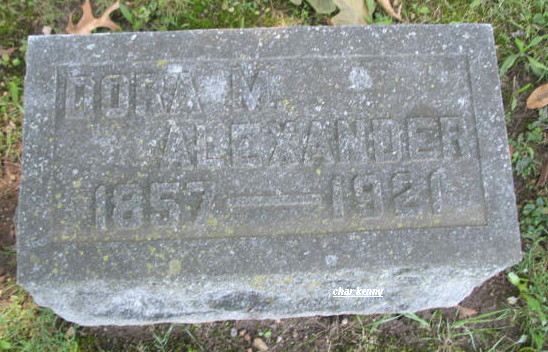 DORA M.
ALEXANDER
1857 — 1921
char kenny